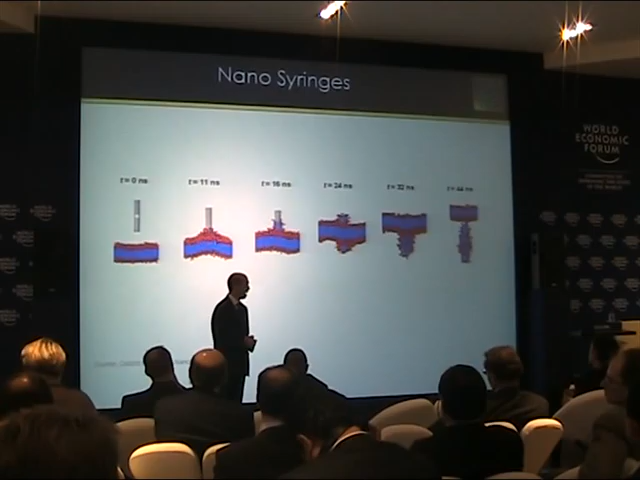 Nano Syringes
WORLD
ECONOMIC
FORUM
t = 0 ns
t = 11 ns
t = 16 ns
t = 24 ns
t = 32 ns
t = 44 ns